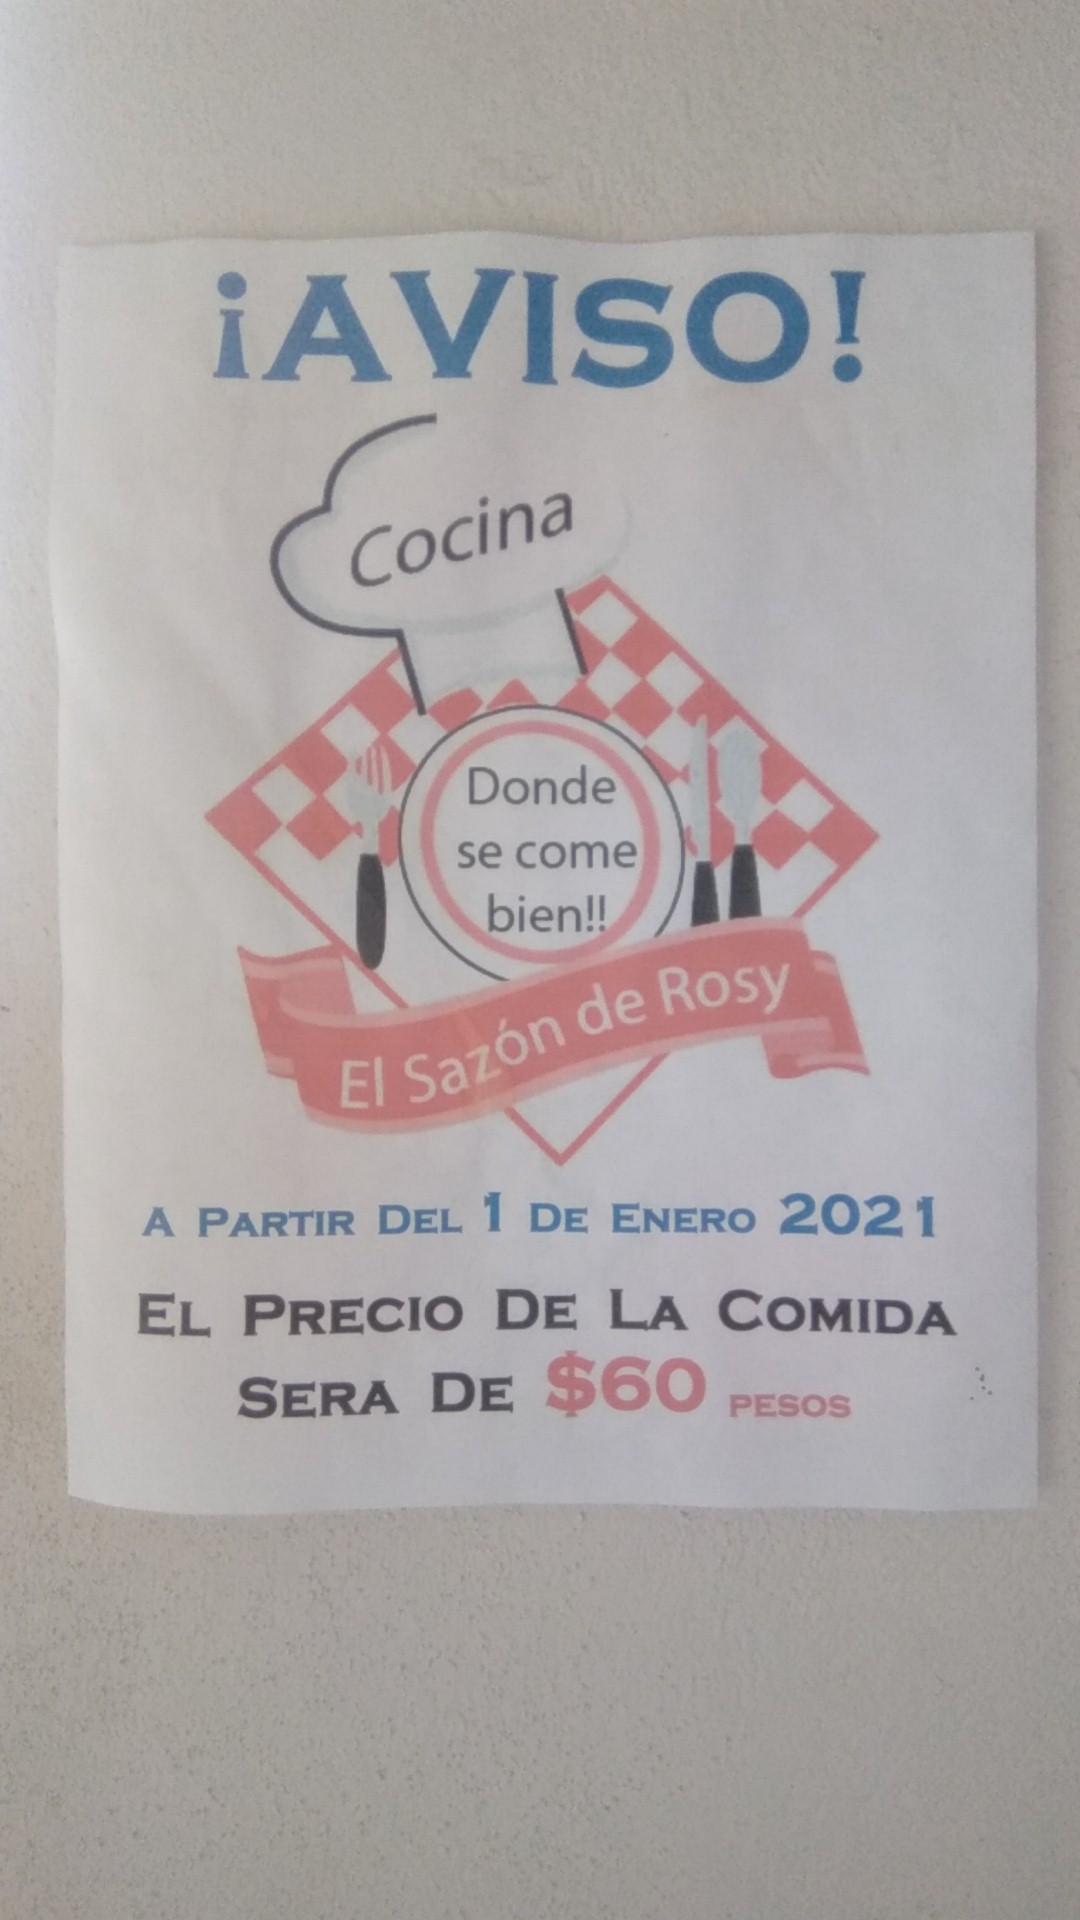 ¡AVISO!
Cocina
Donde
se come
bien!!
El Sazón de Rosy
A PARTIR DEL 1 DE ENERO 2021
EL PRECIO DE LA COMIDA
SERA DE $60 PESOS